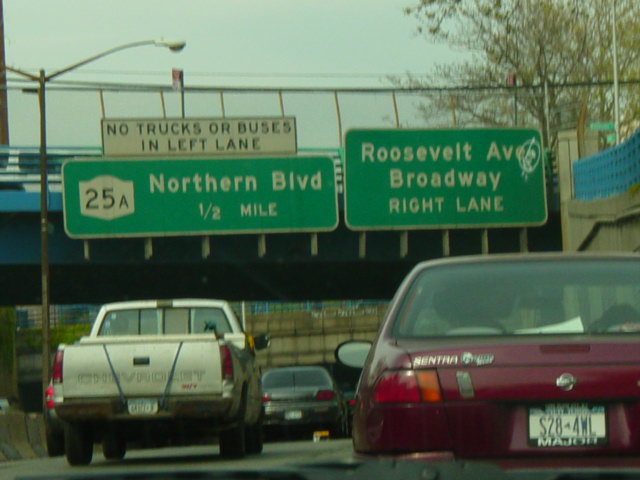 NO TRUCKS OR BUSES
IN LEFT LANE
25A
Northern Blvd
1/2 MILE
Roosevelt Ave
Broadway
RIGHT LANE
CHEVROLET
SENTRA
S28-4WL
MAJOR